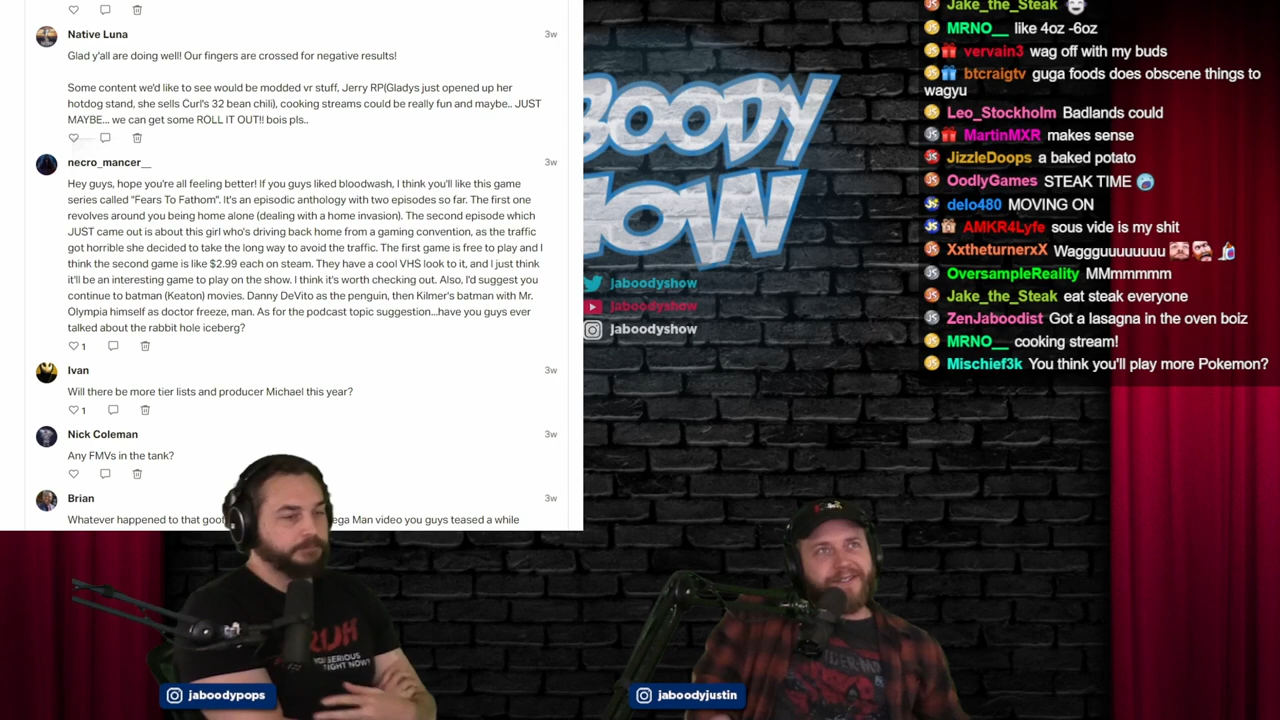 Native Luna 3w
Glad y'all are doing well! Our fingers are crossed for negative results!
Some content we'd like to see would be modded vr stuff, Jerry RP(Gladys just opened up her
hotdog stand, she sells Curl's 32 bean chili), cooking streams could be really fun and maybe.. JUST
MAYBE... we can get some ROLL IT OUT!! bois pls..
necro_mancer__ 3w
Hey guys, hope you're all feeling better! If you guys liked bloodwash, I think you'll like this game
series called "Fears To Fathom". It's an episodic anthology with two episodes so far. The first one
revolves around you being home alone (dealing with a home invasion). The second episode which
JUST came out is about this girl who's driving back home from a gaming convention, as the traffic
got horrible she decided to take the long way to avoid the traffic. The first game is free to play and I
think the second game is like $2.99 each on steam. They have a cool VHS look to it, and I just think
it'll be an interesting game to play on show. I think it's worth checking out. Also, I'd suggest you
continue to batman (Keaton) movies. Danny DeVito as the penguin, then Kilmer's batman with Mr.
Olympia himself as doctor freeze, man. As for the podcast topic suggestion...have you guys ever
talked about the rabbit hole iceberg?
1
Ivan 3w
Will there be more tier lists and producer Michael this year?
1
Nick Coleman 3w
Any FMVs in the tank?
Brian 3w
Whatever happened to that goof ega Man video you guys teased a while
BOODY
HOW
jaboodyshow
jaboodyshow
jaboodyshow
Jake_the_Steak
MRNO__ like 4oz -6oz
vervain3 wag off with my buds
btcraigtv guga foods does obscene things to
wagyu
Leo_Stockholm Badlands could
MartinMXR makes sense
JizzleDoops a baked potato
OodlyGames STEAK TIME
delo480 MOVING ON
AMKR4Lyfe sous vide is my shit
XxtheturnerxX Waggguuuuuuu
OversampleReality MMmmmmm
Jake_the_Steak eat steak everyone
ZenJaboodist Got a lasagna in the oven boiz
MRNO__ cooking stream!
Mischief3k You think you'll play more Pokemon?
SERIOUS
RIGHT NOW?
jaboodypops
jaboodyjustin